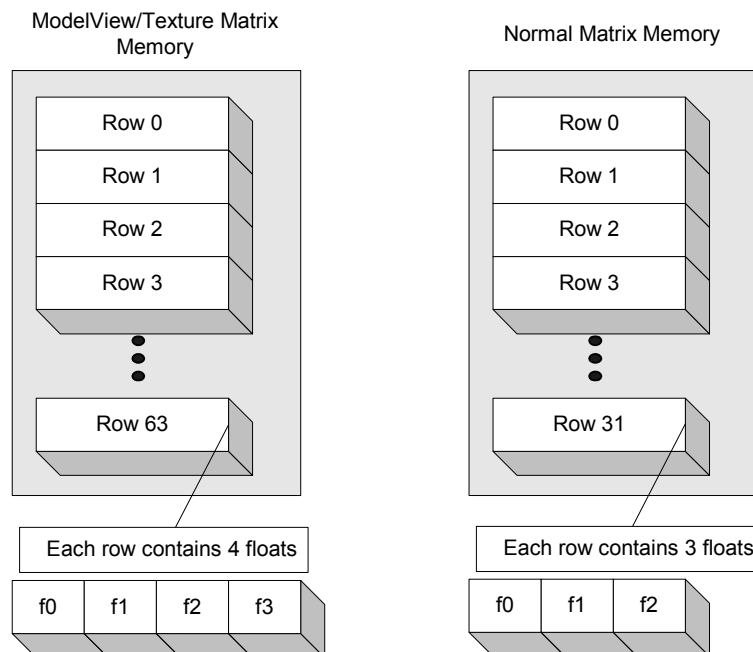 ModelView/Texture Matrix
Memory
Row 0
Row 1
Row 2
Row 3
Row 63
Each row contains 4 floats
f0 f1 f2 f3
Normal Matrix Memory
Row 0
Row 1
Row 2
Row 3
Row 31
Each row contains 3 floats
f0 f1 f2